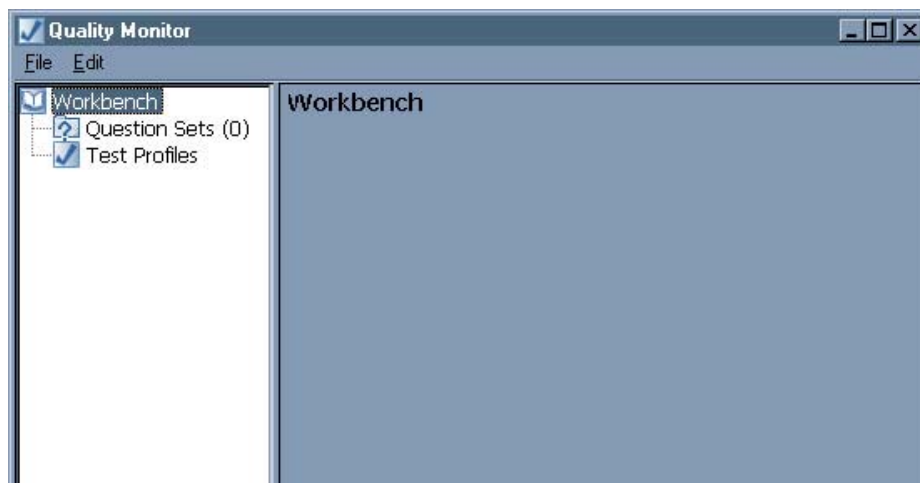 Quality Monitor
File Edit
Workbench
Question Sets (0)
Test Profiles
Workbench